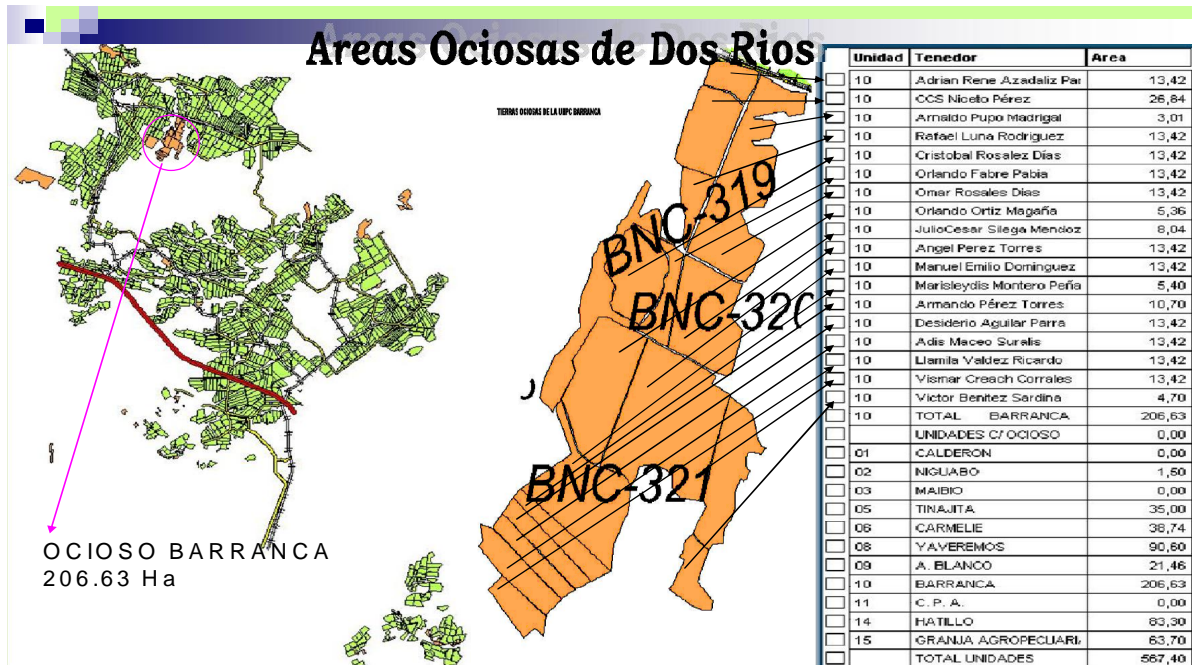 Areas Ociosas de Dos Rios
TIERRAS OCIOSAS DE LA UBPC BARRANCA
BNC-319
BNC-320
BNC-321
OCIOSO BARRANCA
206.63 Ha
Unidad Tenedor Area
10 Adrian Rene Azadaliz Par 13,42
10 CCS Niceto Pérez 26,84
10 Arnaldo Pupo Madrigal 3,01
10 Rafael Luna Rodriguez 13,42
10 Cristobal Rosalez Días 13,42
10 Orlando Fabre Pabia 13,42
10 Omar Rosales Dias 13,42
10 Orlando Ortiz Magaña 5,36
10 JulioCesar Silega Mendoz 8,04
10 Angel Perez Torres 13,42
10 Manuel Emilio Dominguez 13,42
10 Marisleydis Montero Peña 5,40
10 Armando Pérez Torres 10,70
10 Desiderio Aguilar Parra 13,42
10 Adis Maceo Suralis 13,42
10 Llamila Valdez Ricardo 13,42
10 Vismar Creach Corrales 13,42
10 Victor Benitez Sardina 4,70
10 TOTAL BARRANCA 206,63
UNIDADES C/ OCIOSO 0,00
01 CALDERON 0,00
02 NIGUABO 1,50
03 MAIBIO 0,00
05 TINAJITA 35,00
06 CARMELIE 38,74
08 YAVEREMOS 90,60
09 A. BLANCO 21,46
10 BARRANCA 206,63
11 C. P. A. 0,00
14 HATILLO 83,30
15 GRANJA AGROPECUARI 63,70
TOTAL UNIDADES 567,40